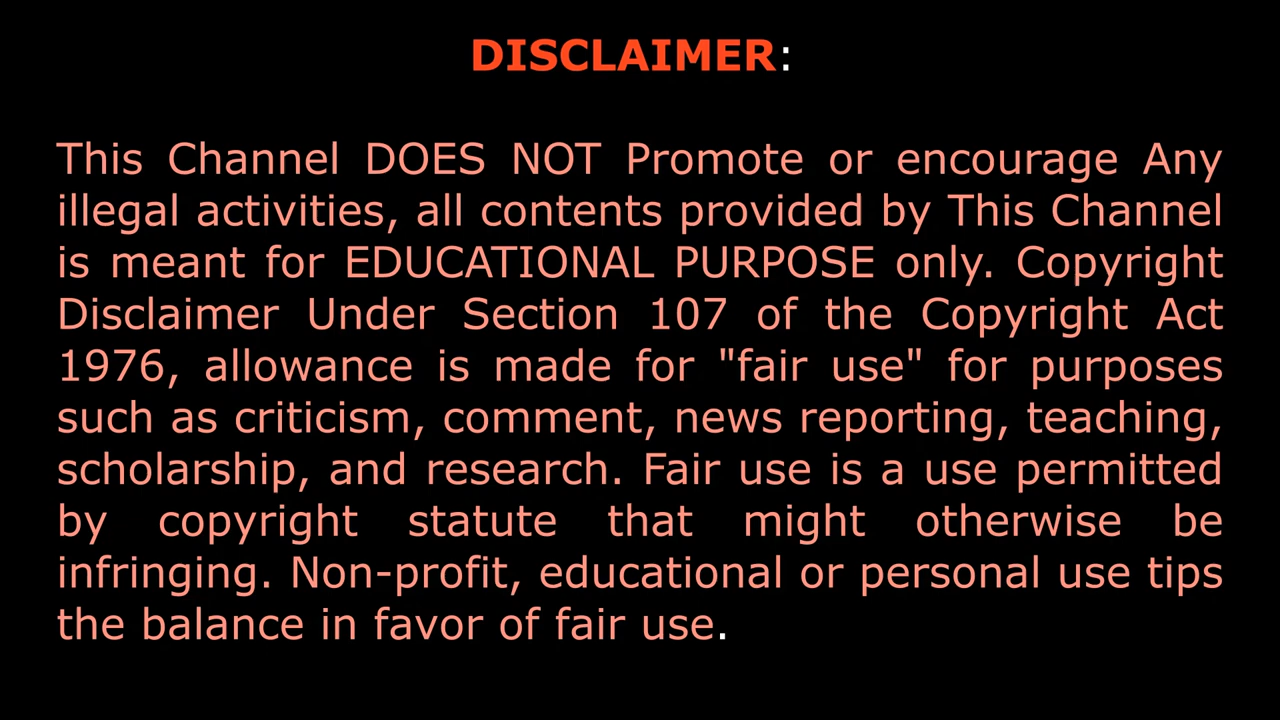 DISCLAIMER:
This Channel DOES NOT Promote or encourage Any
illegal activities, all contents provided by This Channel
is meant for EDUCATIONAL PURPOSE only. Copyright
Disclaimer Under Section 107 of the Copyright Act
1976, allowance is made for "fair use" for purposes
such as criticism, comment, news reporting, teaching,
scholarship, and research. Fair use is a use permitted
by copyright statute that might otherwise be
infringing. Non-profit, educational or personal use tips
the balance in favor of fair use.